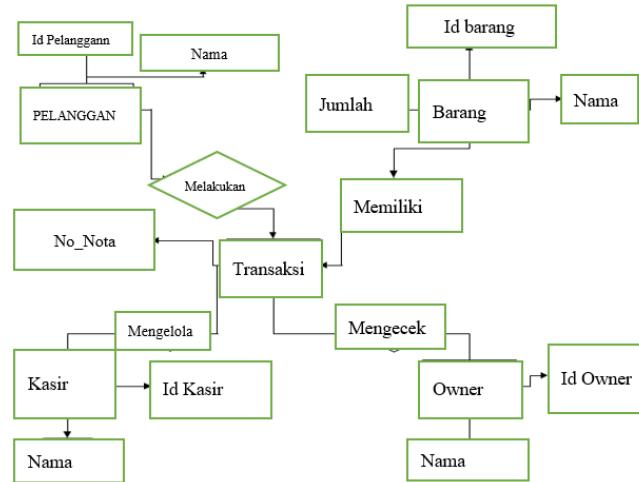 Id barang
Id Pelanggann
Nama
Jumlah
Barang
Nama
PELANGGAN
Melakukan
Memiliki
No_Nota
Transaksi
Mengelola
Mengecek
Kasir
Id Kasir
Owner
Id Owner
Nama
Nama